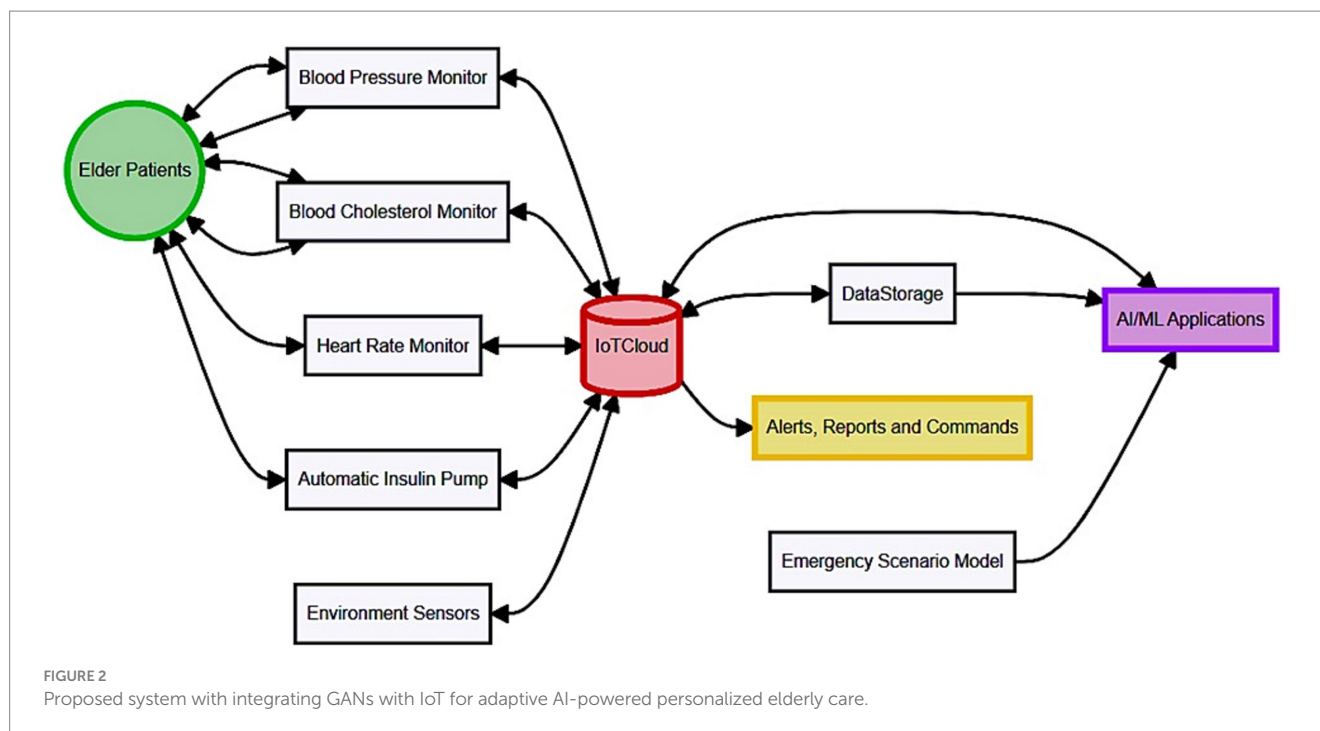 Blood Pressure Monitor
Elder Patients
Blood Cholesterol Monitor
DataStorage
AI/ML Applications
Heart Rate Monitor
IoTCloud
Alerts, Reports and Commands
Automatic Insulin Pump
Emergency Scenario Model
Environment Sensors
FIGURE 2
Proposed system with integrating GANs with IoT for adaptive AI-powered personalized elderly care.